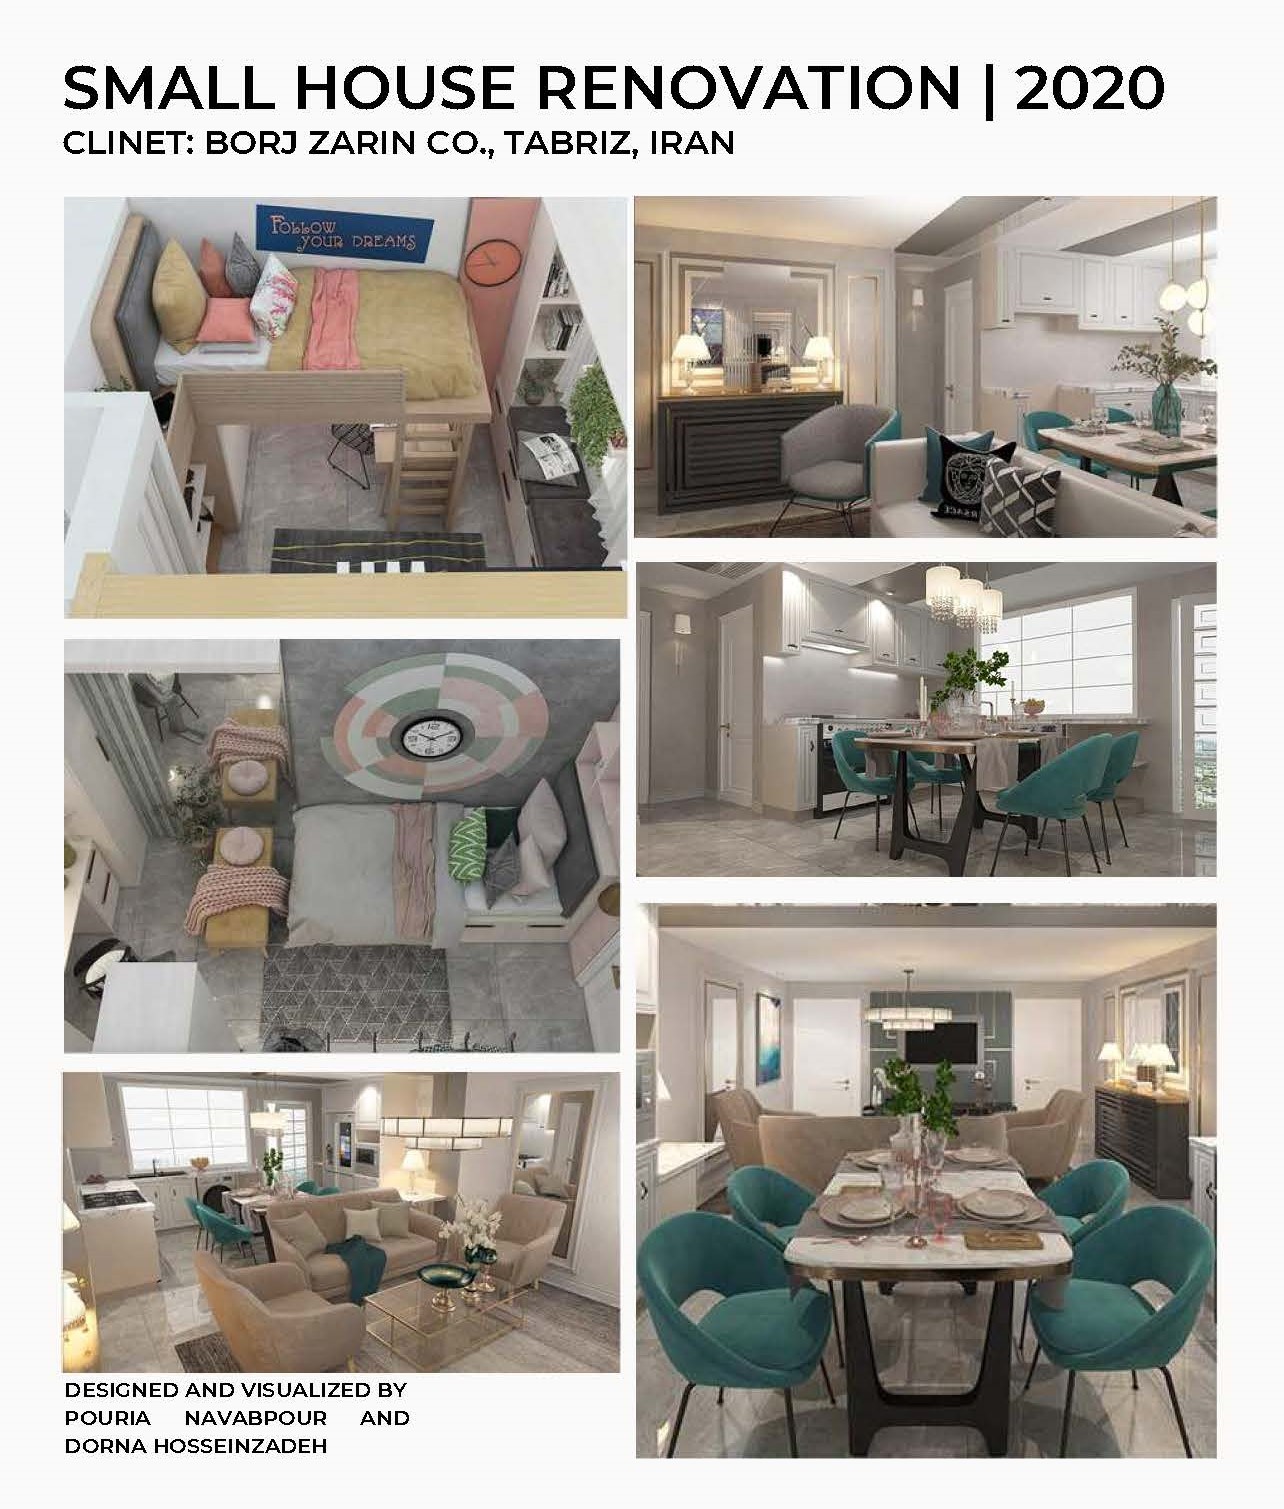 SMALL HOUSE RENOVATION | 2020
CLINET: BORJ ZARIN CO., TABRIZ, IRAN
FOLLOW
YOUR DREAMS
DESIGNED AND VISUALIZED BY
POURIA NAVABPOUR AND
DORNA HOSSEINZADEH